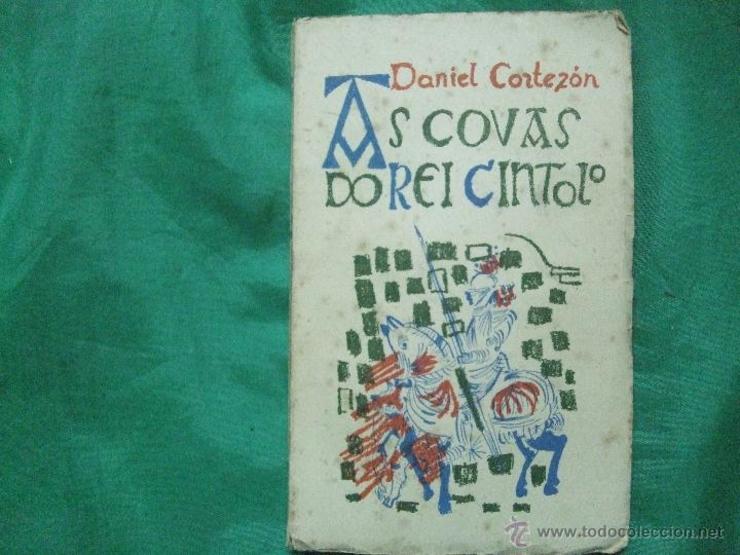 Daniel Cortezón
AS COVAS
DO REI CINTOLO
www.todocoleccion.net